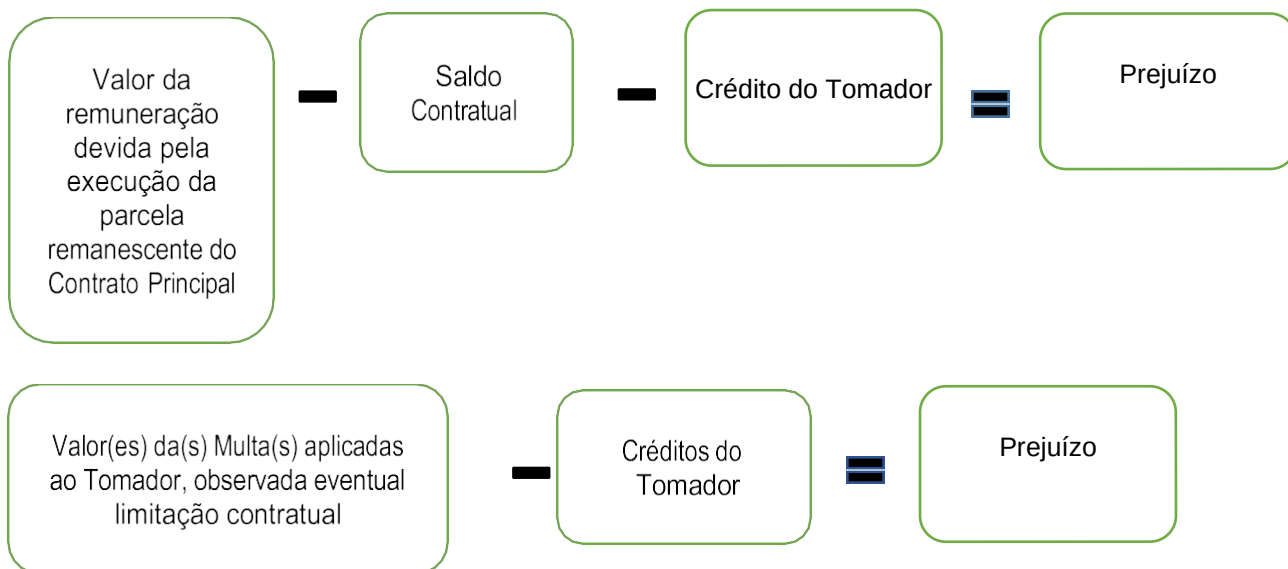 Valor da
remuneração
devida pela
execução da
parcela
remanescente do
Contrato Principal
Saldo
Contratual
Crédito do Tomador
Prejuízo
Valor(es) da(s) Multa(s) aplicadas
ao Tomador, observada eventual
limitação contratual
Créditos do
Tomador
Prejuízo